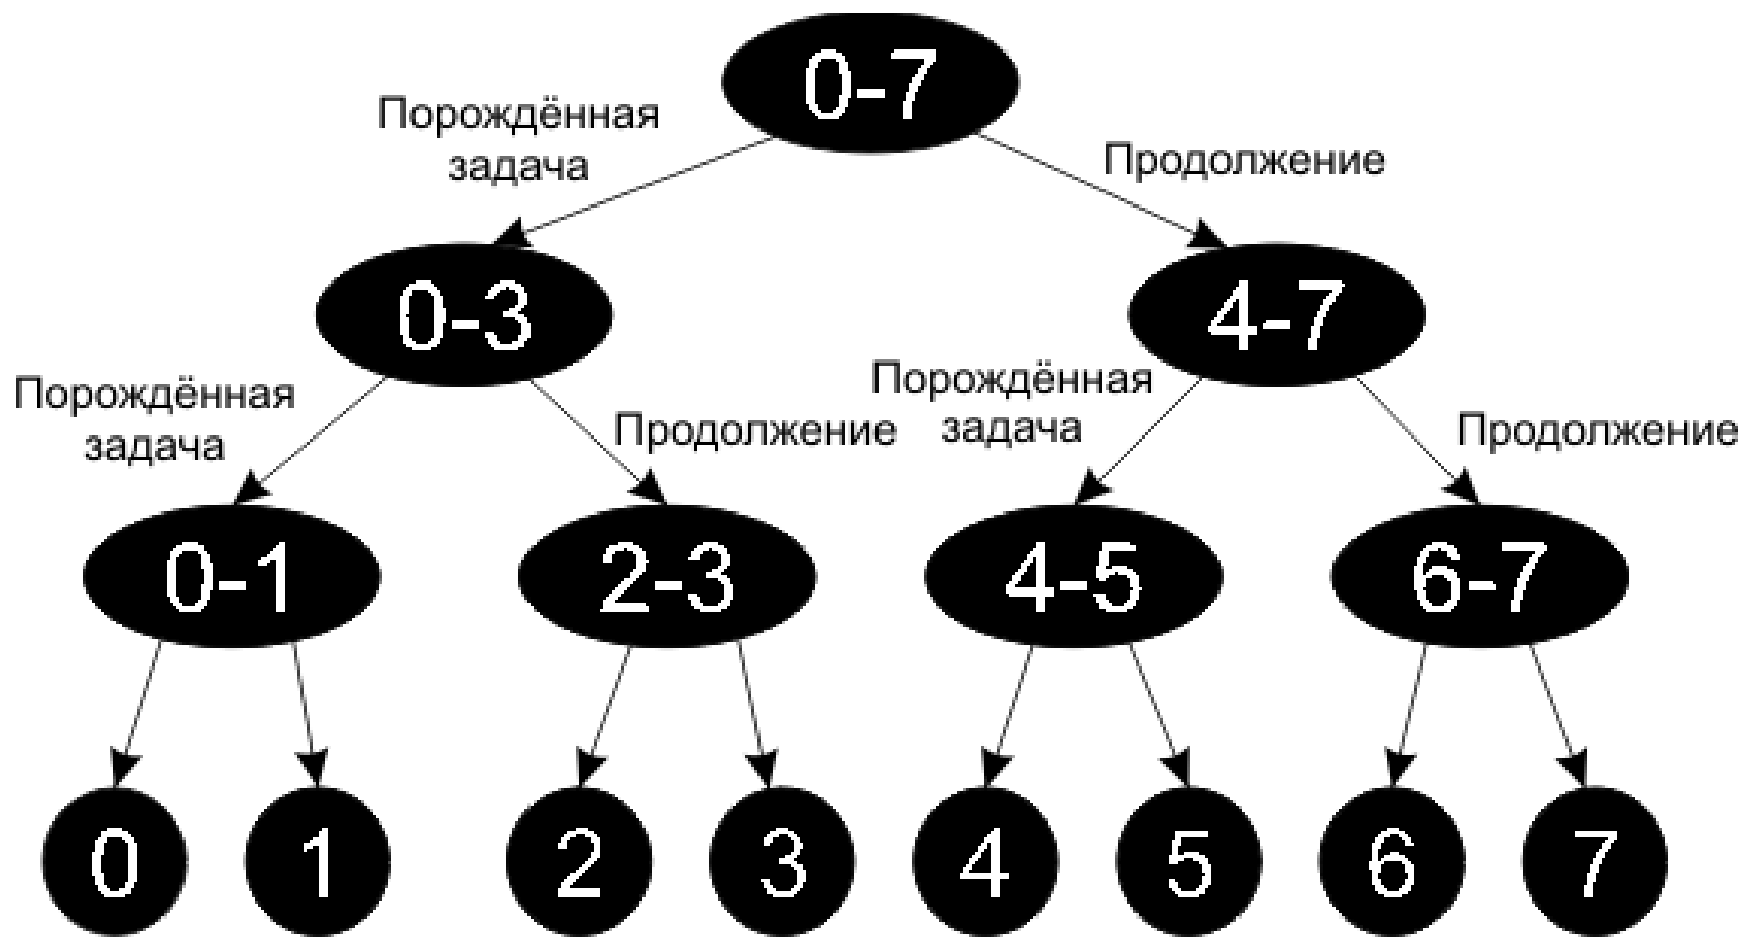 0-7
Порождённая
задача
Продолжение
0-3
4-7
Порождённая
задача
Продолжение
Порождённая
задача
Продолжение
0-1
2-3
4-5
6-7
0
1
2
3
4
5
6
7